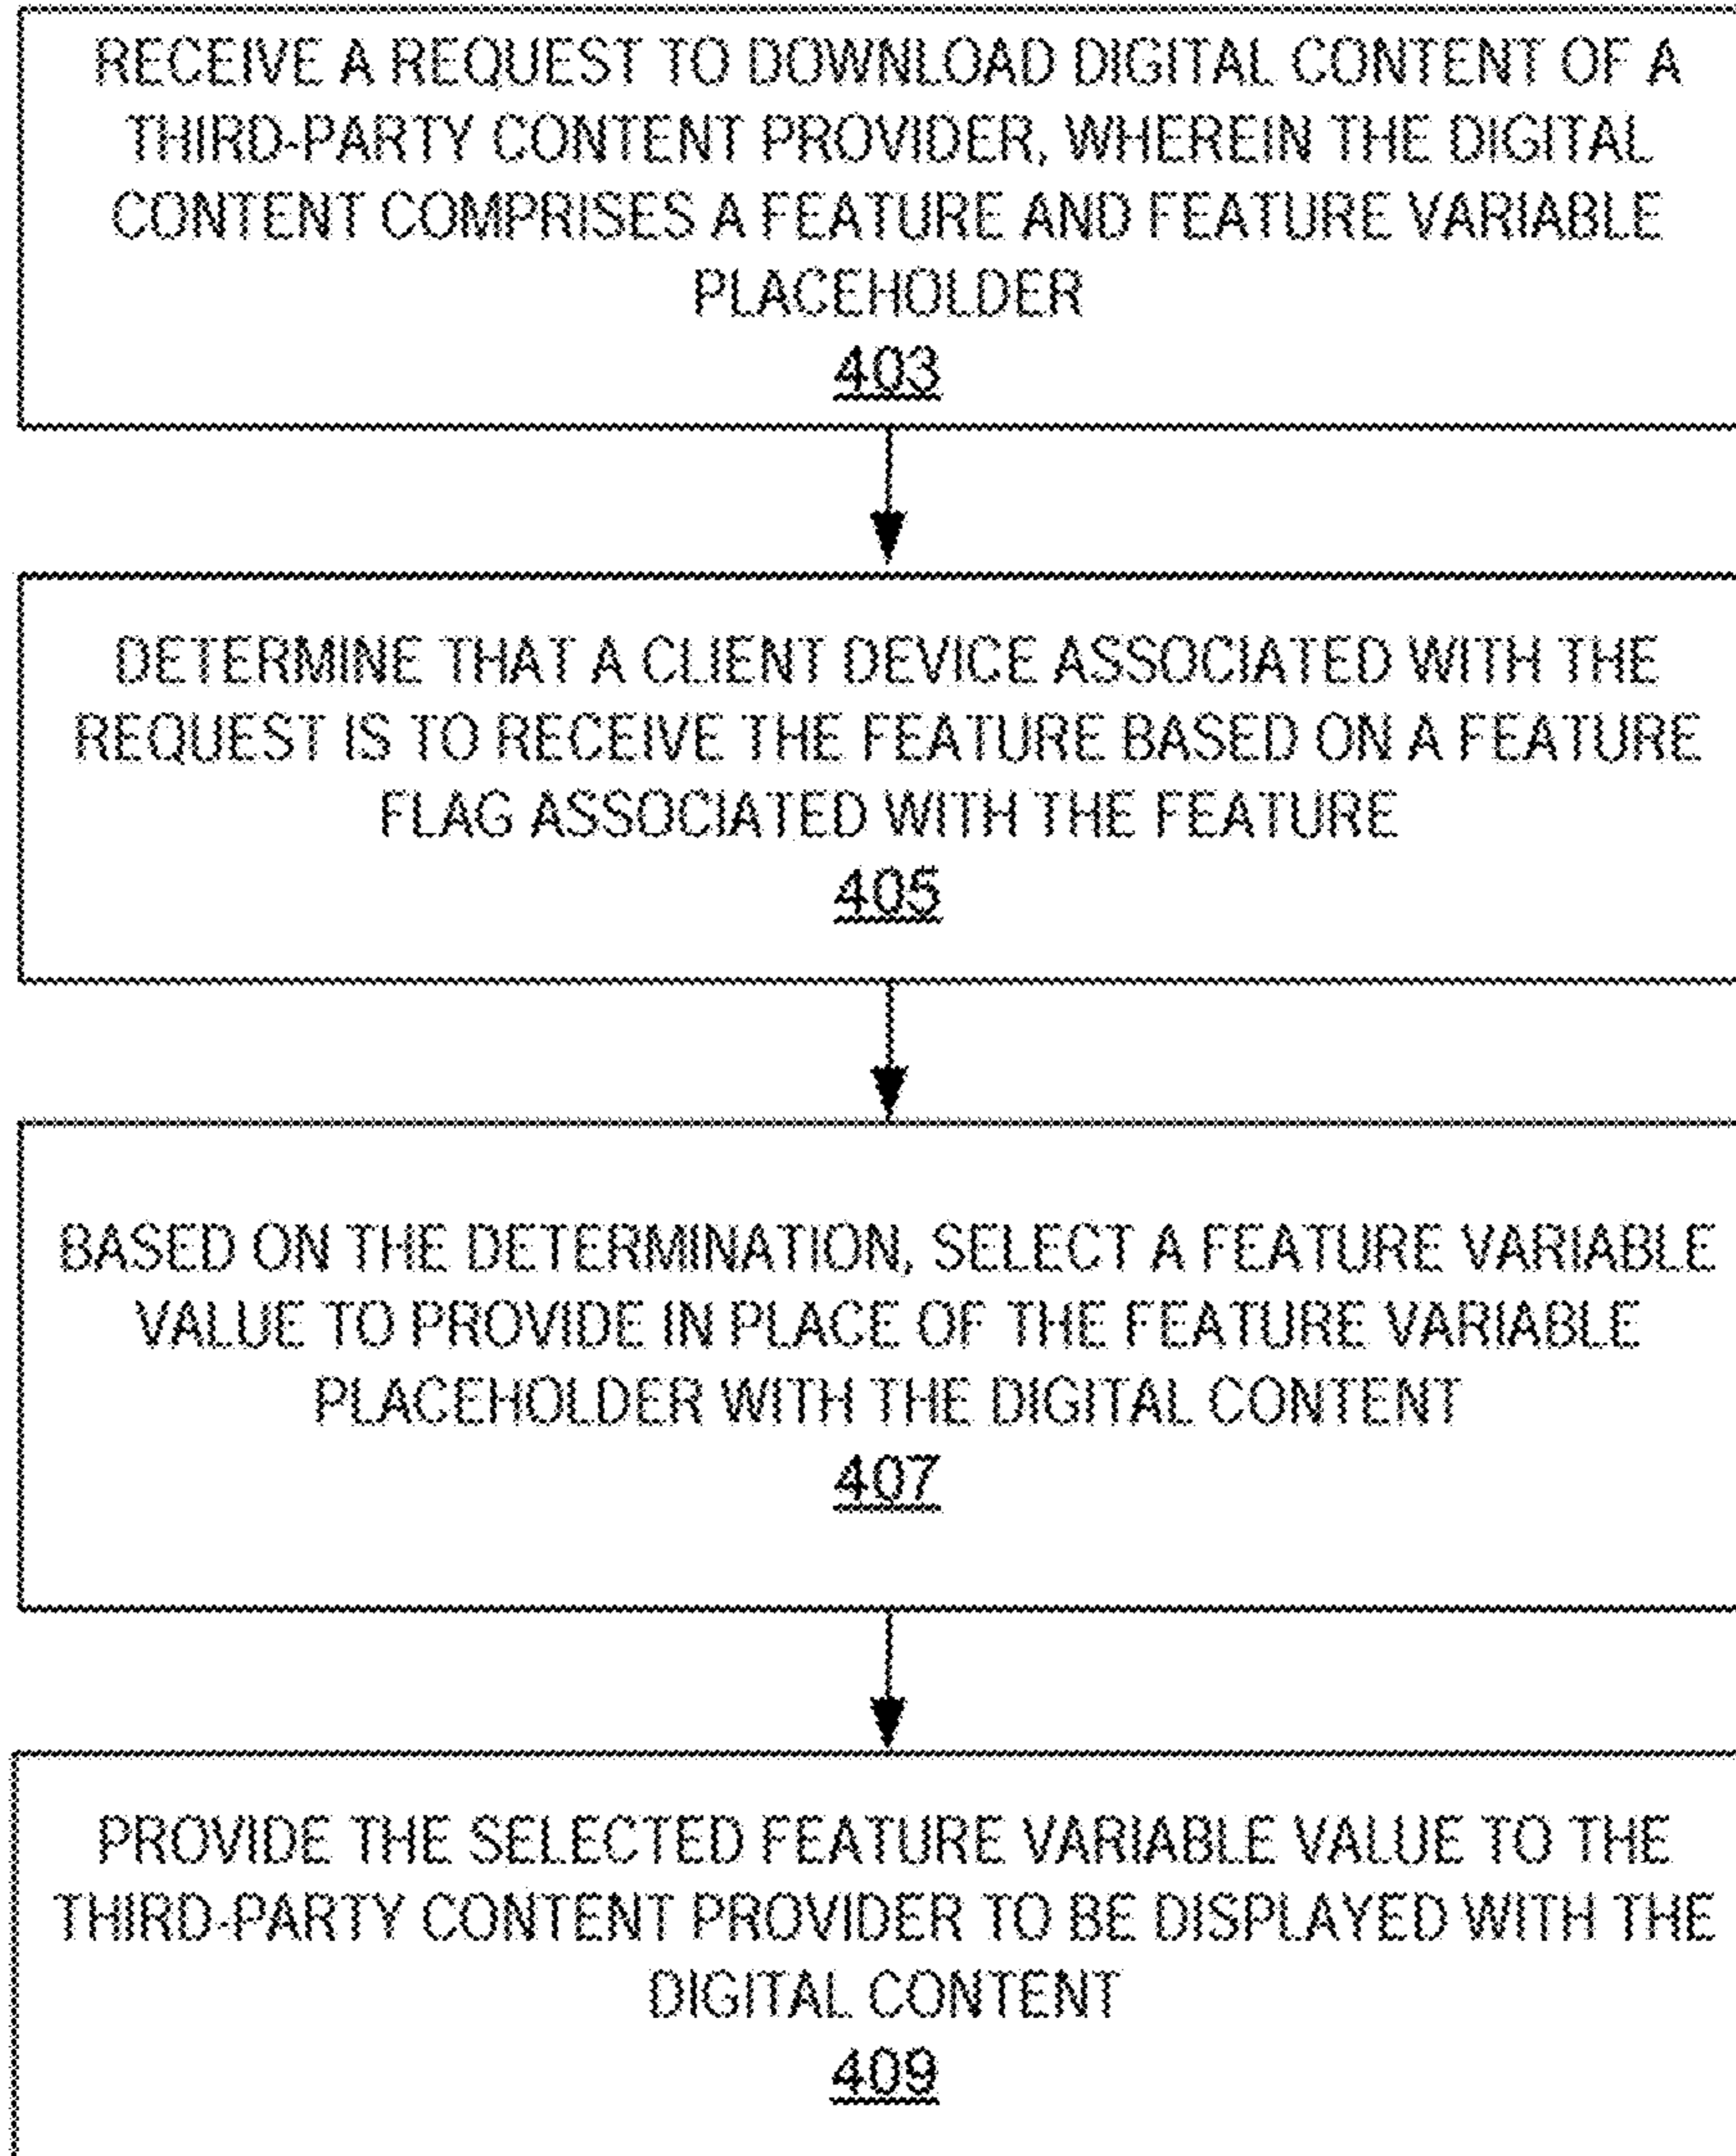 RECEIVE A REQUEST TO DOWNLOAD DIGITAL CONTENT OF A
THIRD-PARTY CONTENT PROVIDER, WHEREIN THE DIGITAL
CONTENT COMPRISES A FEATURE AND FEATURE VARIABLE
PLACEHOLDER
403
DETERMINE THAT A CLIENT DEVICE ASSOCIATED WITH THE
REQUEST IS TO RECEIVE THE FEATURE BASED ON A FEATURE
FLAG ASSOCIATED WITH THE FEATURE
405
BASED ON THE DETERMINATION, SELECT A FEATURE VARIABLE
VALUE TO PROVIDE IN PLACE OF THE FEATURE VARIABLE
PLACEHOLDER WITH THE DIGITAL CONTENT
407
PROVIDE THE SELECTED FEATURE VARIABLE VALUE TO THE
THIRD-PARTY CONTENT PROVIDER TO BE DISPLAYED WITH THE
DIGITAL CONTENT
409